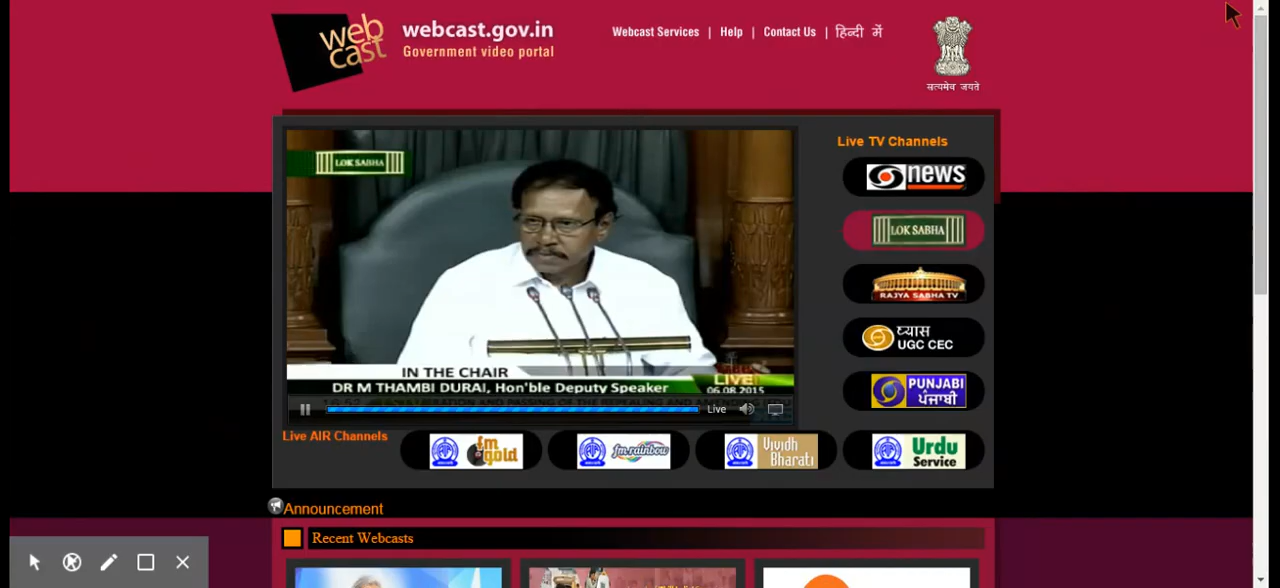 web cast
webcast.gov.in
Government video portal
Webcast Services | Help | Contact Us | हिन्दी में
सत्यमेव जयते
LOK SABHA
IN THE CHAIR
DR M THAMBI DURAI, Hon'ble Deputy Speaker
LIVE
06.08.2015
Live
Live TV Channels
news
LOK SABHA
RAJYA SABHA TV
व्यास
UGC CEC
PUNJABI
ਪੰਜਾਬੀ
Live AIR Channels
fm gold
fm rainbow
Vividh Bharati
Urdu Service
Announcement
Recent Webcasts